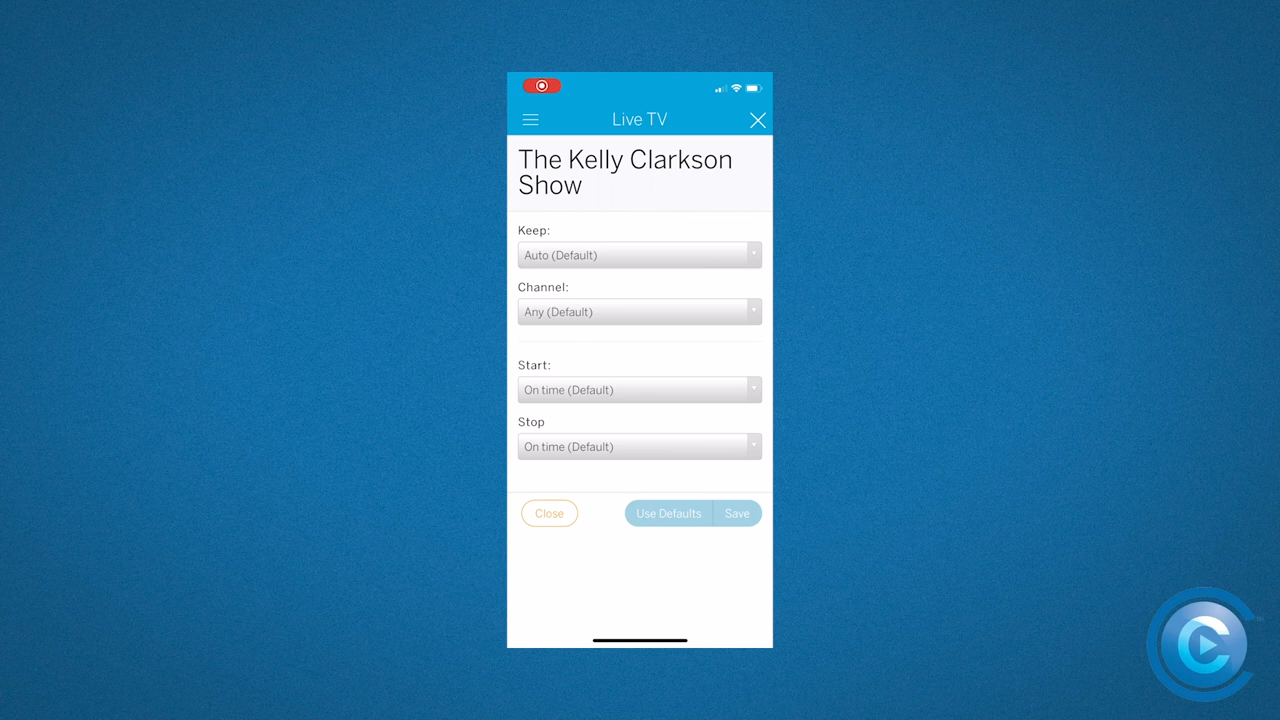 Live TV
The Kelly Clarkson
Show
Keep:
Auto (Default)
Channel:
Any (Default)
Start:
On time (Default)
Stop
On time (Default)
Close
Use Defaults
Save